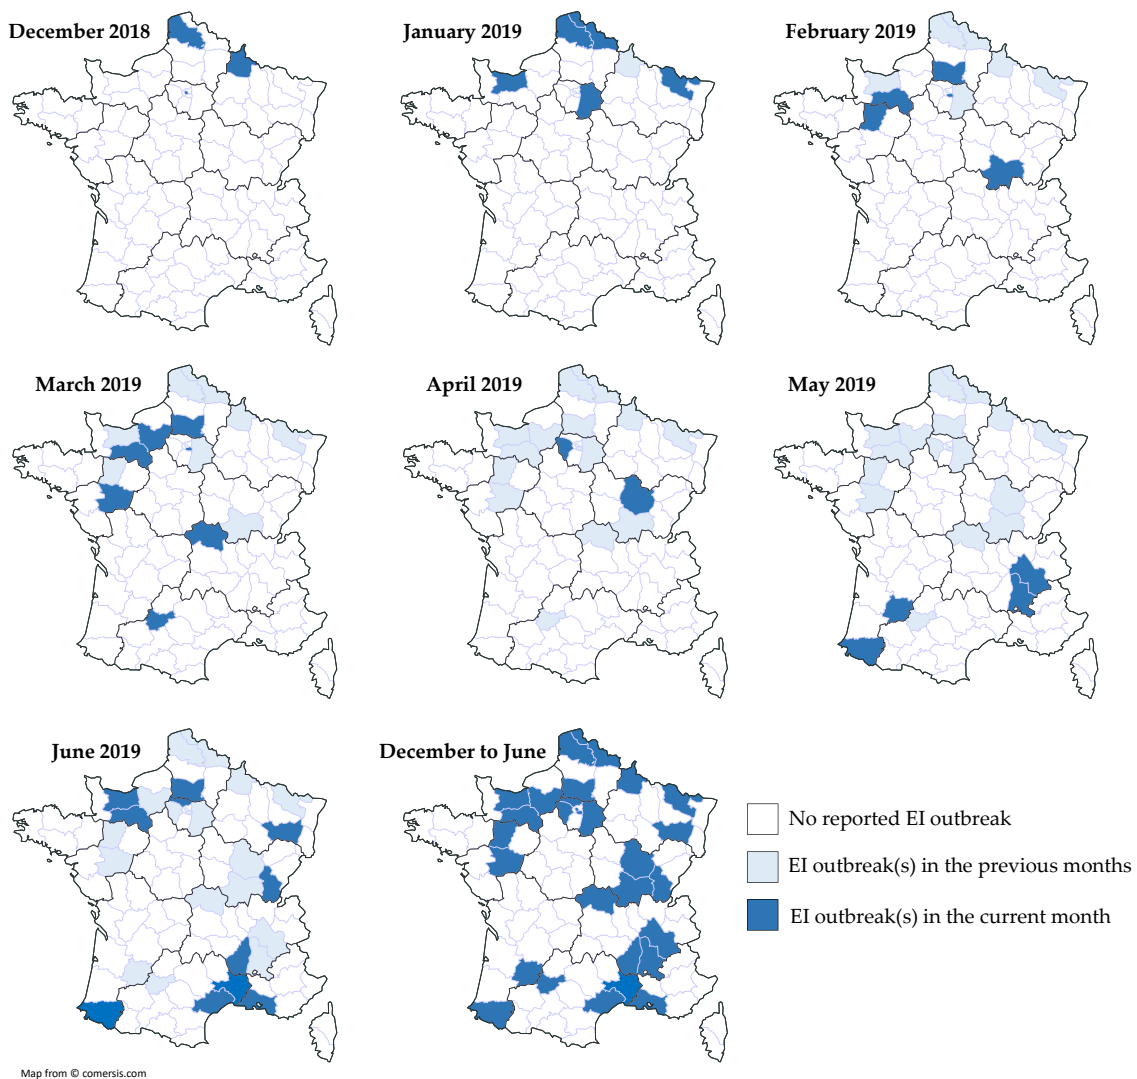 December 2018
January 2019
February 2019
March 2019
April 2019
May 2019
June 2019
December to June
No reported EI outbreak
EI outbreak(s) in the previous months
EI outbreak(s) in the current month
Map from © comersis.com